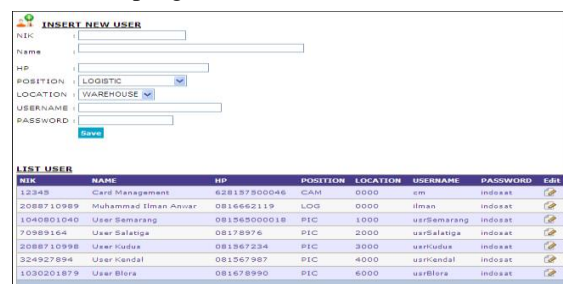 INSERT NEW USER
NIK :
Name :
HP :
POSITION : LOGISTIC
LOCATION : WAREHOUSE
USERNAME :
PASSWORD :
Save
LIST USER
NIK NAME HP POSITION LOCATION USERNAME PASSWORD Edit
12345 Card Management 628157500046 CAM 0000 cm indosat
2088710989 Muhammad Ilman Anwar 0816662119 LOG 0000 ilman indosat
1040801040 User Semarang 081565000018 PIC 1000 usrSemarang indosat
70989164 User Salatiga 08178976 PIC 2000 usrSalatiga indosat
2088710998 User Kudus 081567234 PIC 3000 usrKudus indosat
324927894 User Kendal 081567987 PIC 4000 usrKendal indosat
1030201879 User Blora 081678990 PIC 6000 usrBlora indosat